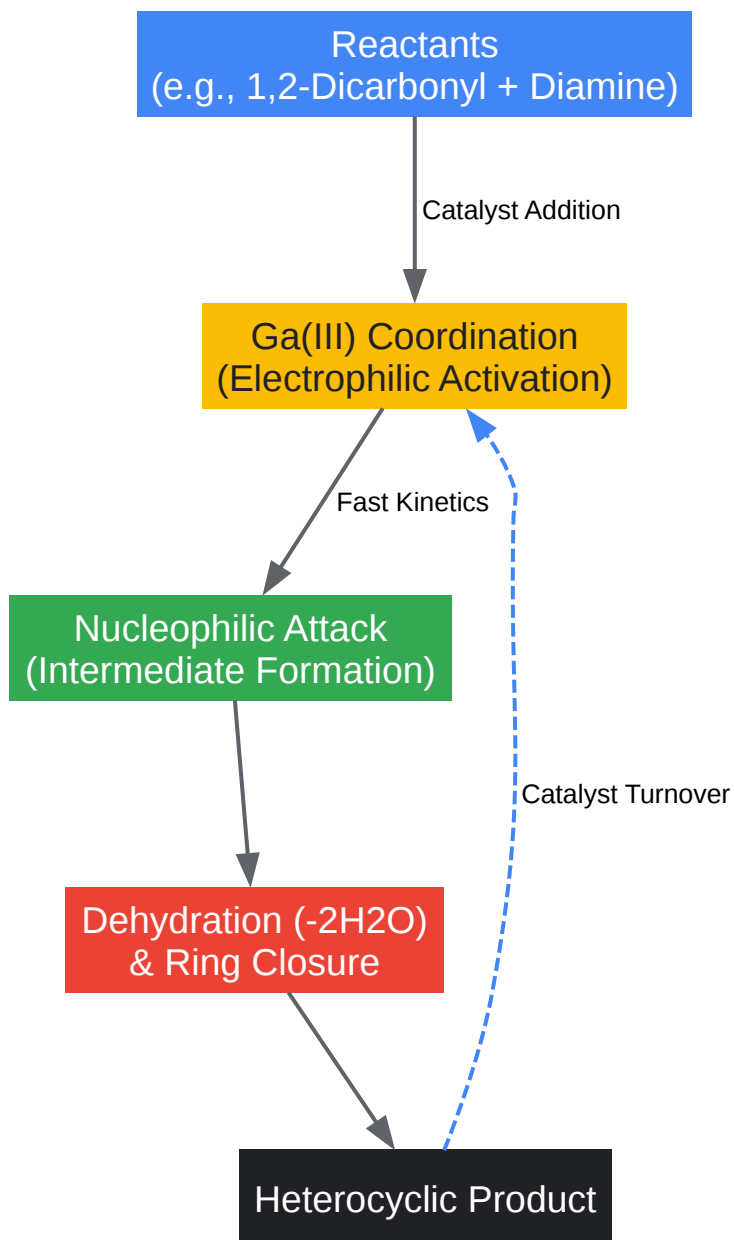 Reactants
(e.g., 1,2-Dicarbonyl + Diamine)
Catalyst Addition
Ga(III) Coordination
(Electrophilic Activation)
Fast Kinetics
Nucleophilic Attack
(Intermediate Formation)
Catalyst Turnover
Dehydration (-2H2O)
& Ring Closure
Heterocyclic Product